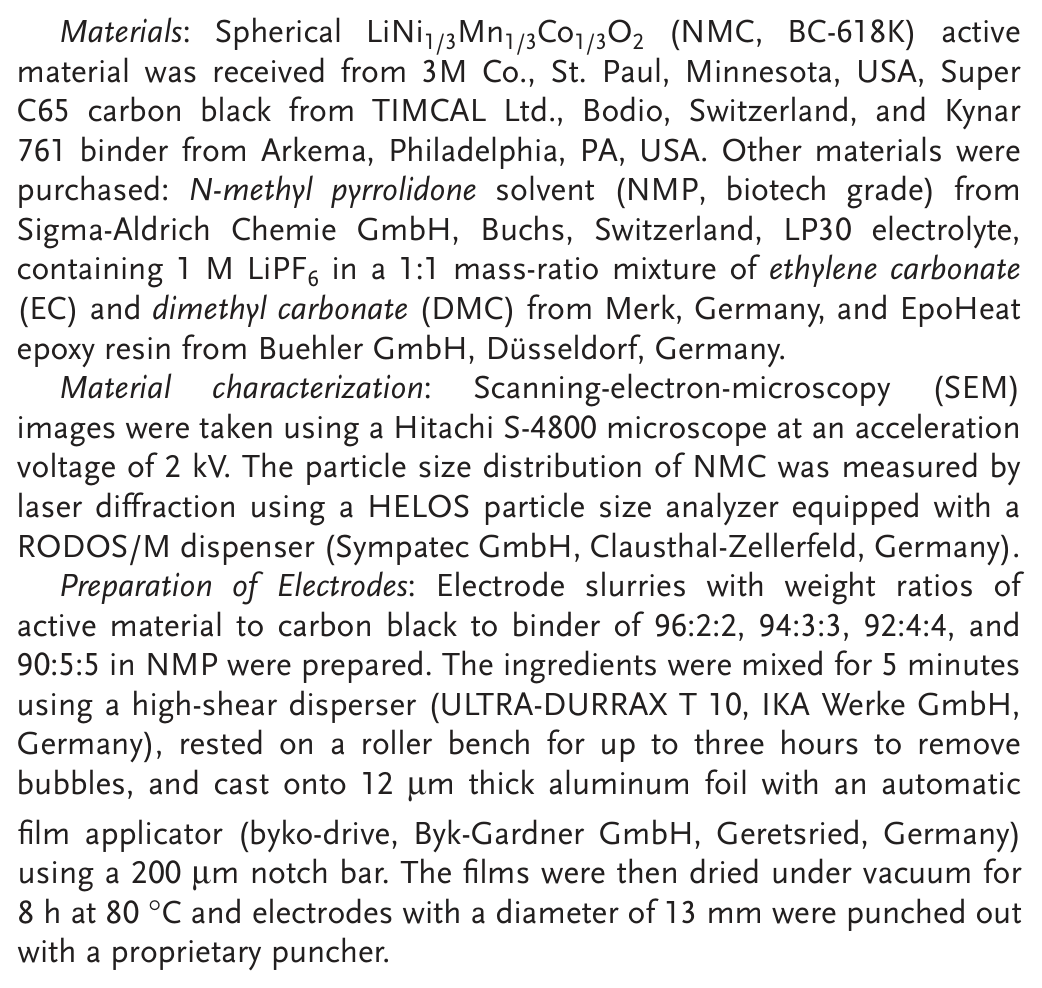 Materials: Spherical LiNi1/3Mn1/3Co1/3O2 (NMC, BC-618K) active
material was received from 3M Co., St. Paul, Minnesota, USA, Super
C65 carbon black from TIMCAL Ltd., Bodio, Switzerland, and Kynar
761 binder from Arkema, Philadelphia, PA, USA. Other materials were
purchased: N-methyl pyrrolidone solvent (NMP, biotech grade) from
Sigma-Aldrich Chemie GmbH, Buchs, Switzerland, LP30 electrolyte,
containing 1 M LiPF6 in a 1:1 mass-ratio mixture of ethylene carbonate
(EC) and dimethyl carbonate (DMC) from Merk, Germany, and EpoHeat
epoxy resin from Buehler GmbH, Düsseldorf, Germany.
Material characterization: Scanning-electron-microscopy (SEM)
images were taken using a Hitachi S-4800 microscope at an acceleration
voltage of 2 kV. The particle size distribution of NMC was measured by
laser diffraction using a HELOS particle size analyzer equipped with a
RODOS/M dispenser (Sympatec GmbH, Clausthal-Zellerfeld, Germany).
Preparation of Electrodes: Electrode slurries with weight ratios of
active material to carbon black to binder of 96:2:2, 94:3:3, 92:4:4, and
90:5:5 in NMP were prepared. The ingredients were mixed for 5 minutes
using a high-shear disperser (ULTRA-DURRAX T 10, IKA Werke GmbH,
Germany), rested on a roller bench for up to three hours to remove
bubbles, and cast onto 12 μm thick aluminum foil with an automatic
film applicator (byko-drive, Byk-Gardner GmbH, Geretsried, Germany)
using a 200 μm notch bar. The films were then dried under vacuum for
8 h at 80 °C and electrodes with a diameter of 13 mm were punched out
with a proprietary puncher.